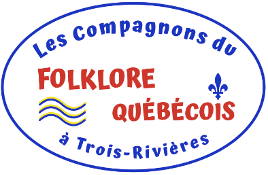 Les Compagnons du
FOLKLORE
QUÉBÉCOIS
à Trois-Rivières